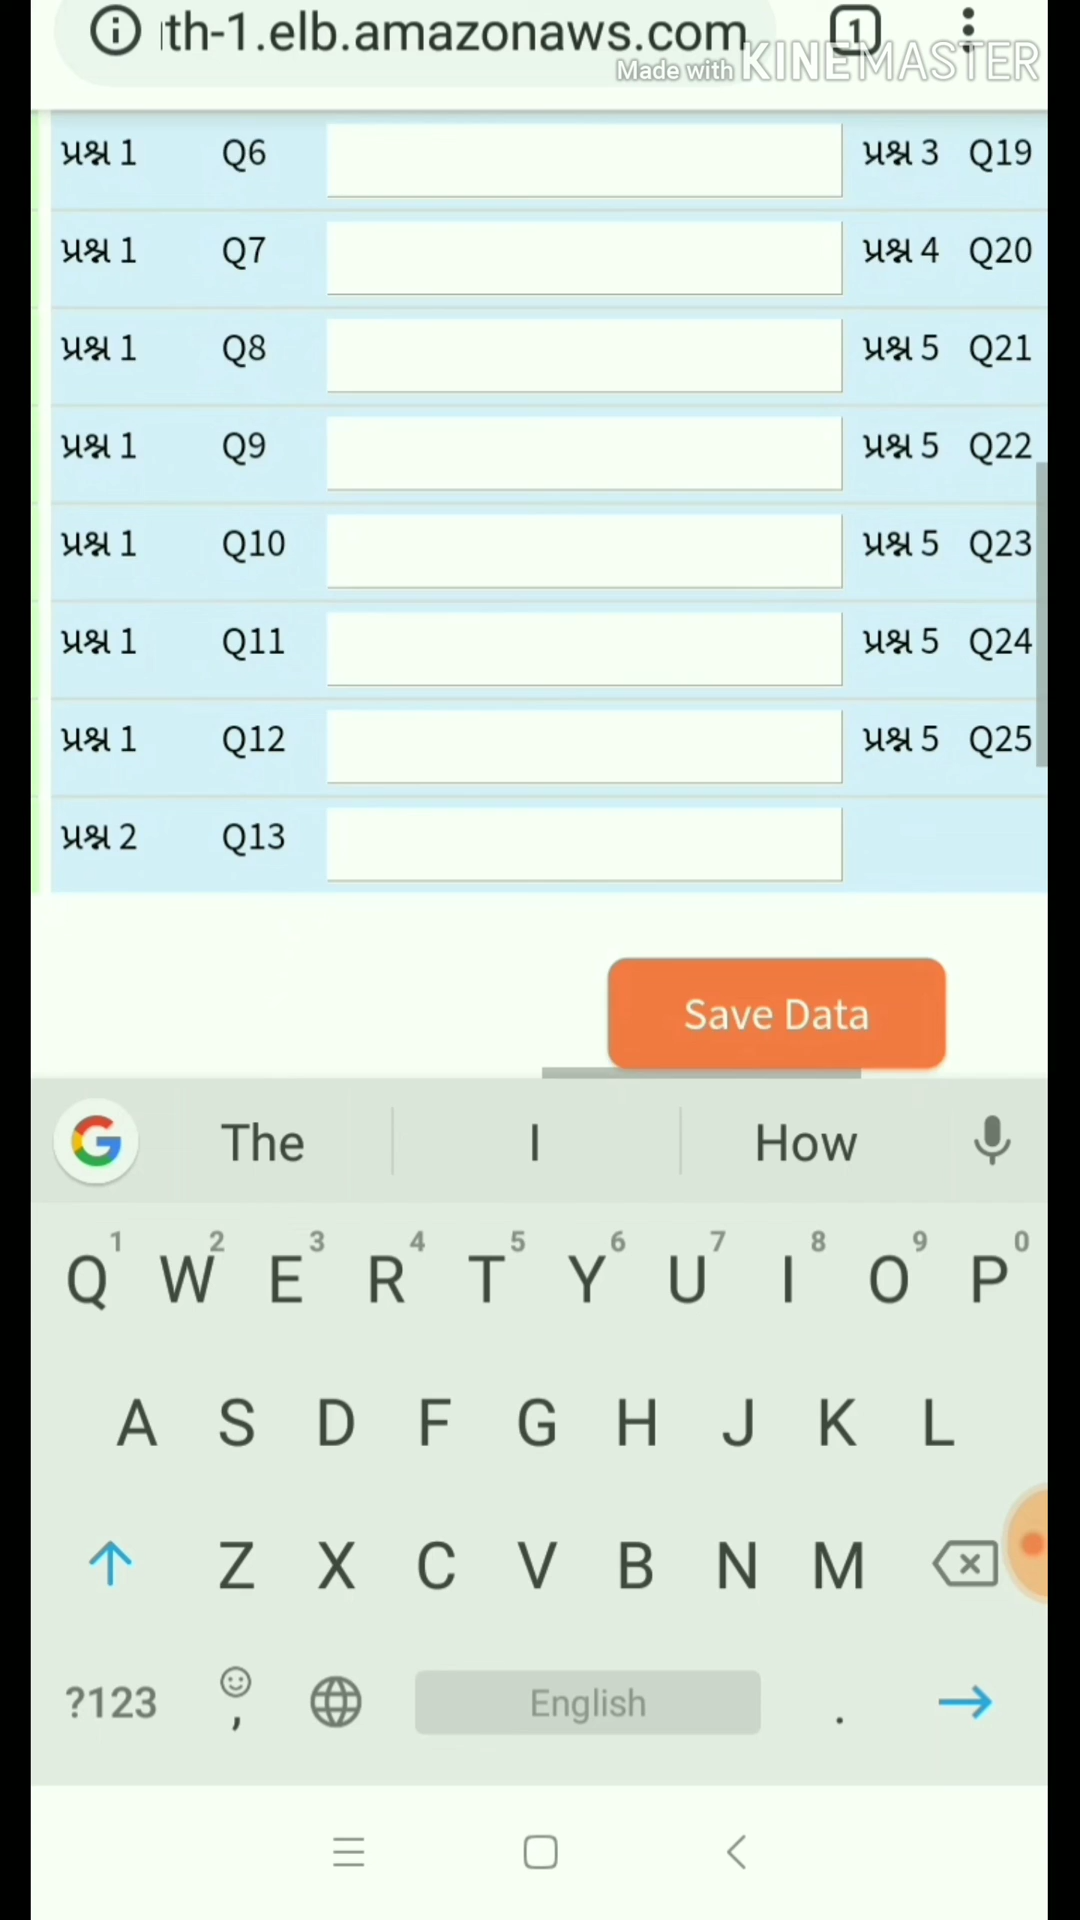 ıth-1.elb.amazonaws.com 1
Made with KINEMASTER
પ્રશ્ન 1 Q6 પ્રશ્ન 3 Q19
પ્રશ્ન 1 Q7 પ્રશ્ન 4 Q20
પ્રશ્ન 1 Q8 પ્રશ્ન 5 Q21
પ્રશ્ન 1 Q9 પ્રશ્ન 5 Q22
પ્રશ્ન 1 Q10 પ્રશ્ન 5 Q23
પ્રશ્ન 1 Q11 પ્રશ્ન 5 Q24
પ્રશ્ન 1 Q12 પ્રશ્ન 5 Q25
પ્રશ્ન 2 Q13
Save Data
G The I How
1 2 3 4 5 6 7 8 9 0
Q W E R T Y U I O P
A S D F G H J K L
Z X C V B N M
?123 , English .